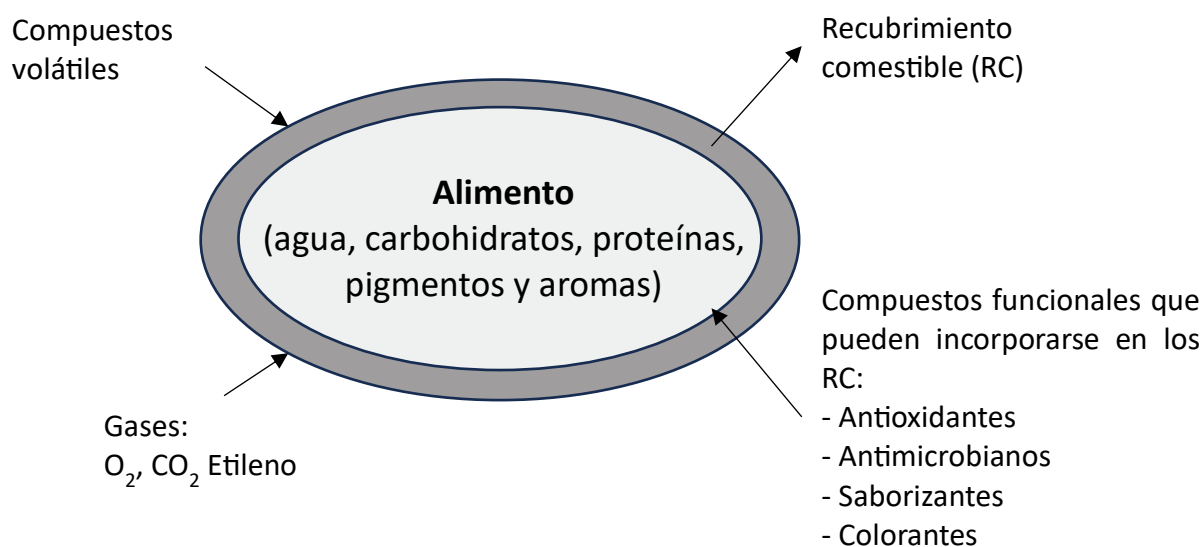 Compuestos
volátiles
Recubrimiento
comestible (RC)
Alimento
(agua, carbohidratos, proteínas,
pigmentos y aromas)
Gases:
O₂, CO₂ Etileno
Compuestos funcionales que
pueden incorporarse en los
RC:
- Antioxidantes
- Antimicrobianos
- Saborizantes
- Colorantes